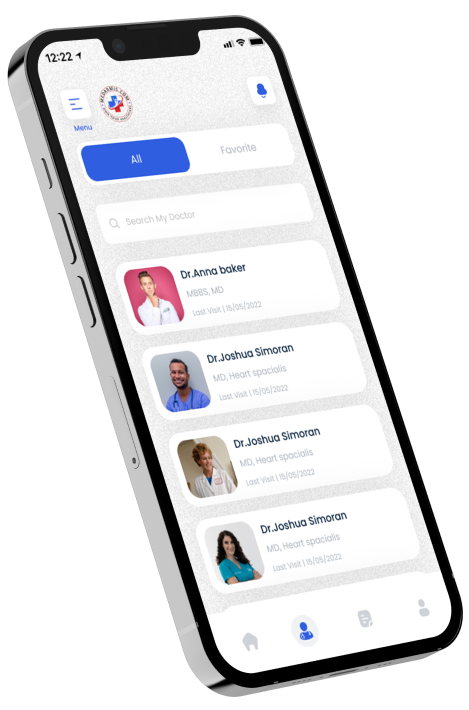 12:22
Menu
All
Favorite
Search My Doctor
Dr.Anna baker
MBBS, MD
Last Visit | 15/05/2022
Dr.Joshua Simoran
MD, Heart spacialis
Last Visit | 15/05/2022
Dr.Joshua Simoran
MD, Heart spacialis
Last Visit | 15/05/2022
Dr.Joshua Simoran
MD, Heart spacialis
Last Visit | 15/05/2022